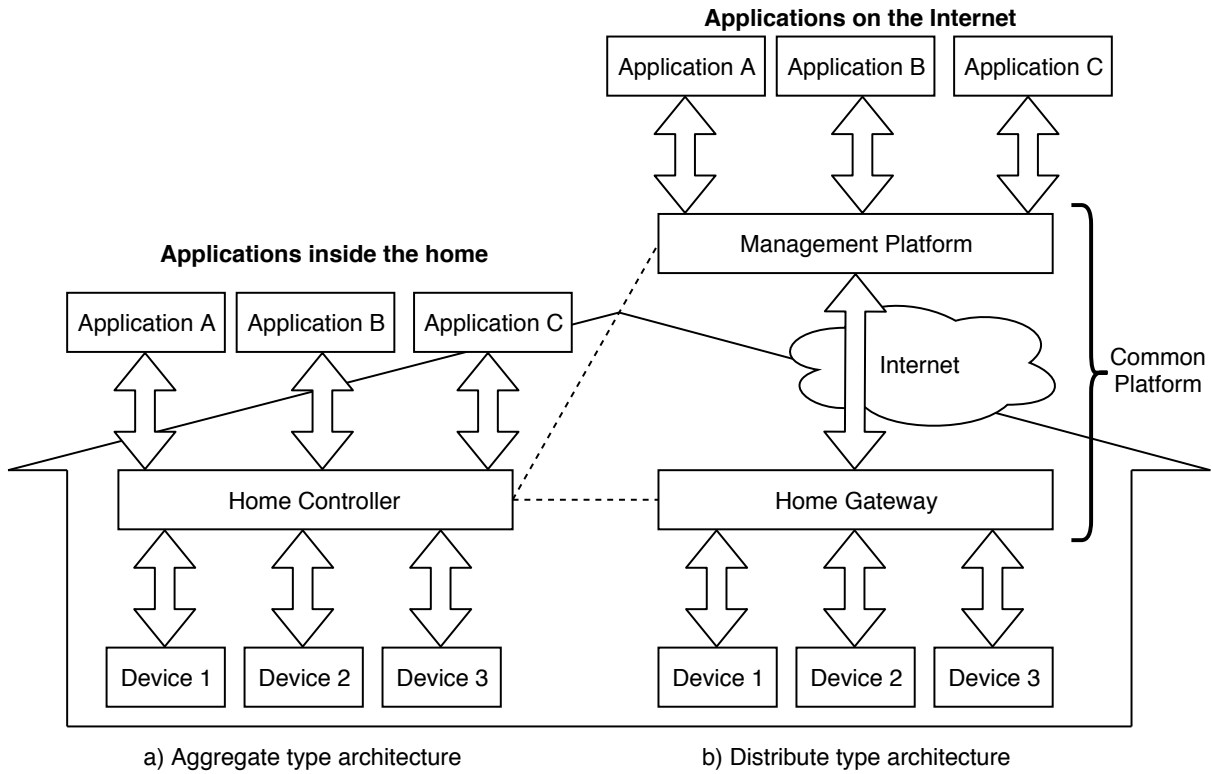 Applications on the Internet
Application A
Application B
Application C
Management Platform
Applications inside the home
Application A
Application B
Application C
Internet
Common
Platform
Home Controller
Home Gateway
Device 1
Device 2
Device 3
Device 1
Device 2
Device 3
a) Aggregate type architecture
b) Distribute type architecture